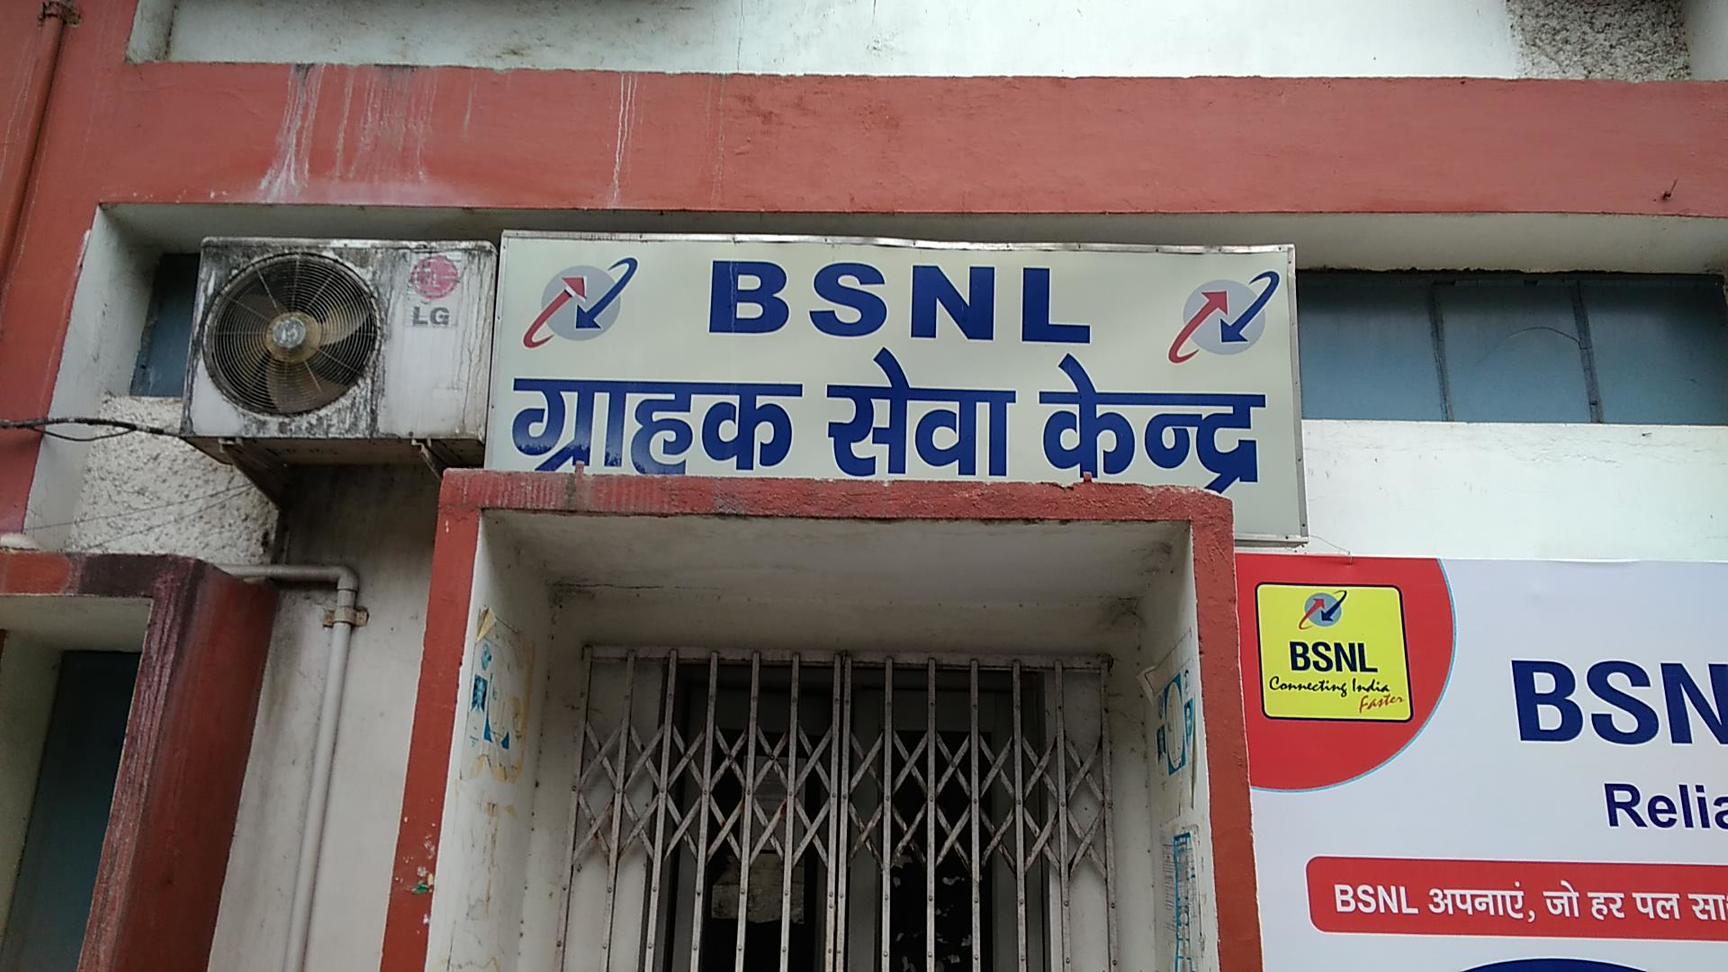 LG
BSNL
ग्राहक सेवा केन्द्र
BSNL
Connecting India
Faster
BSN
Relia
BSNL अपनाएं, जो हर पल सा